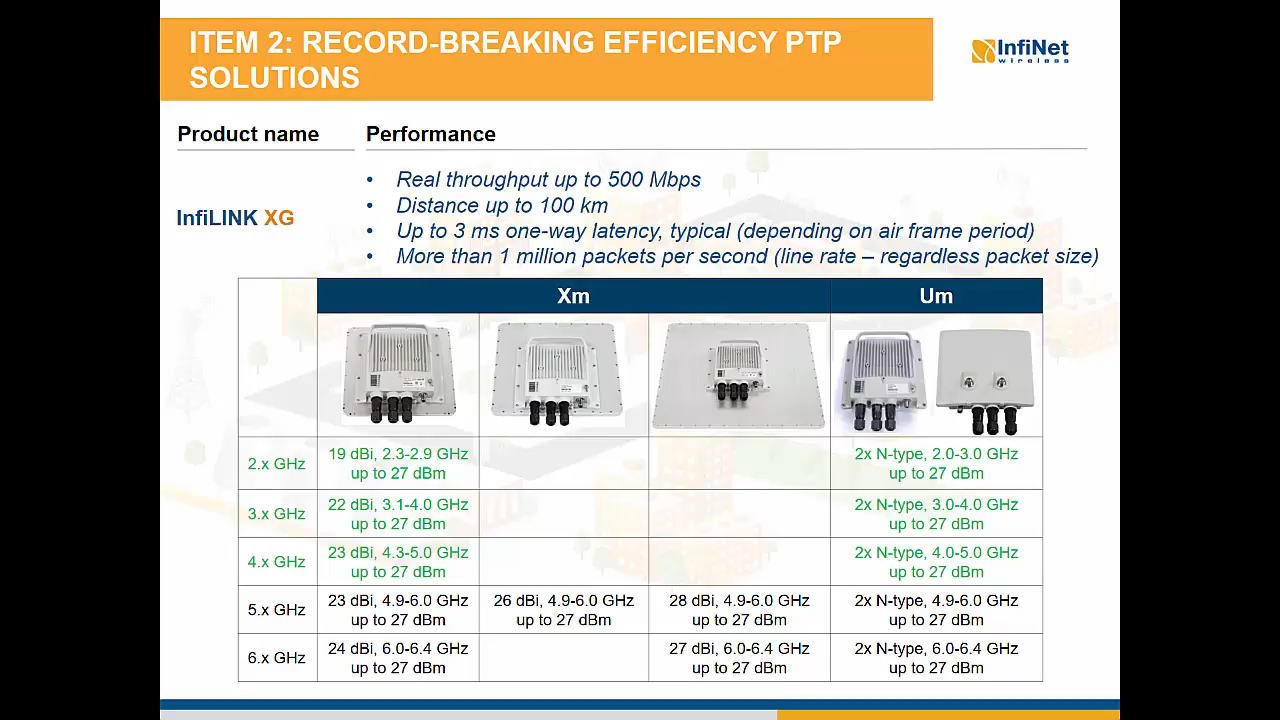 ITEM 2: RECORD-BREAKING EFFICIENCY PTP
SOLUTIONS
InfiNet
wireless
Product name
Performance
InfiLINK XG
• Real throughput up to 500 Mbps
• Distance up to 100 km
• Up to 3 ms one-way latency, typical (depending on air frame period)
• More than 1 million packets per second (line rate – regardless packet size)
Xm
Um
2.x GHz
19 dBi, 2.3-2.9 GHz
up to 27 dBm
2x N-type, 2.0-3.0 GHz
up to 27 dBm
3.x GHz
22 dBi, 3.1-4.0 GHz
up to 27 dBm
2x N-type, 3.0-4.0 GHz
up to 27 dBm
4.x GHz
23 dBi, 4.3-5.0 GHz
up to 27 dBm
2x N-type, 4.0-5.0 GHz
up to 27 dBm
5.x GHz
23 dBi, 4.9-6.0 GHz
up to 27 dBm
26 dBi, 4.9-6.0 GHz
up to 27 dBm
28 dBi, 4.9-6.0 GHz
up to 27 dBm
2x N-type, 4.9-6.0 GHz
up to 27 dBm
6.x GHz
24 dBi, 6.0-6.4 GHz
up to 27 dBm
27 dBi, 6.0-6.4 GHz
up to 27 dBm
2x N-type, 6.0-6.4 GHz
up to 27 dBm